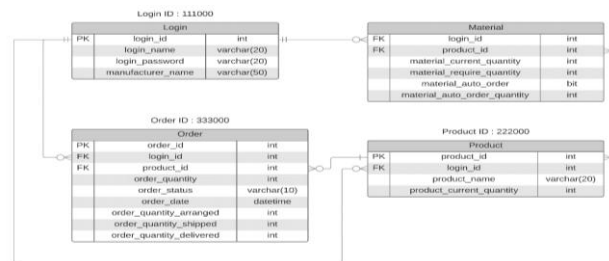 Login ID : 111000
Login
PK login_id int
login_name varchar(20)
login_password varchar(20)
manufacturer_name varchar(50)
Material
FK login_id int
FK product_id int
material_current_quantity int
material_require_quantity int
material_auto_order bit
material_auto_order_quantity int
Order ID : 333000
Order
PK order_id int
FK login_id int
FK product_id int
order_quantity int
order_status varchar(10)
order_date datetime
order_quantity_arranged int
order_quantity_shipped int
order_quantity_delivered int
Product ID : 222000
Product
PK product_id int
FK login_id int
product_name varchar(20)
product_current_quantity int